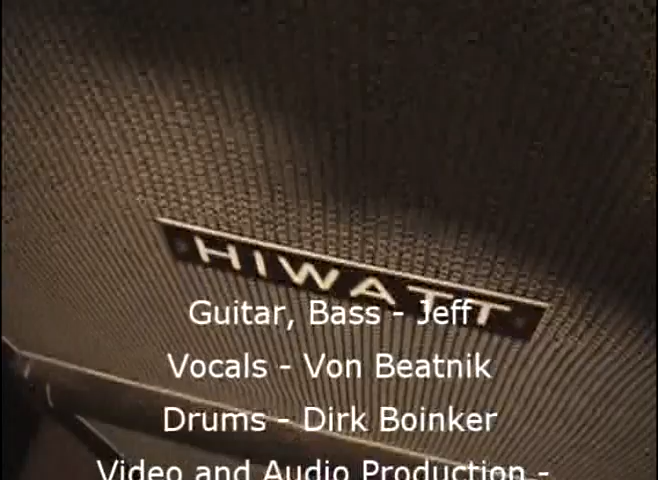 HIWATT
Guitar, Bass - Jeff
Vocals - Von Beatnik
Drums - Dirk Boinker
Video and Audio Production -